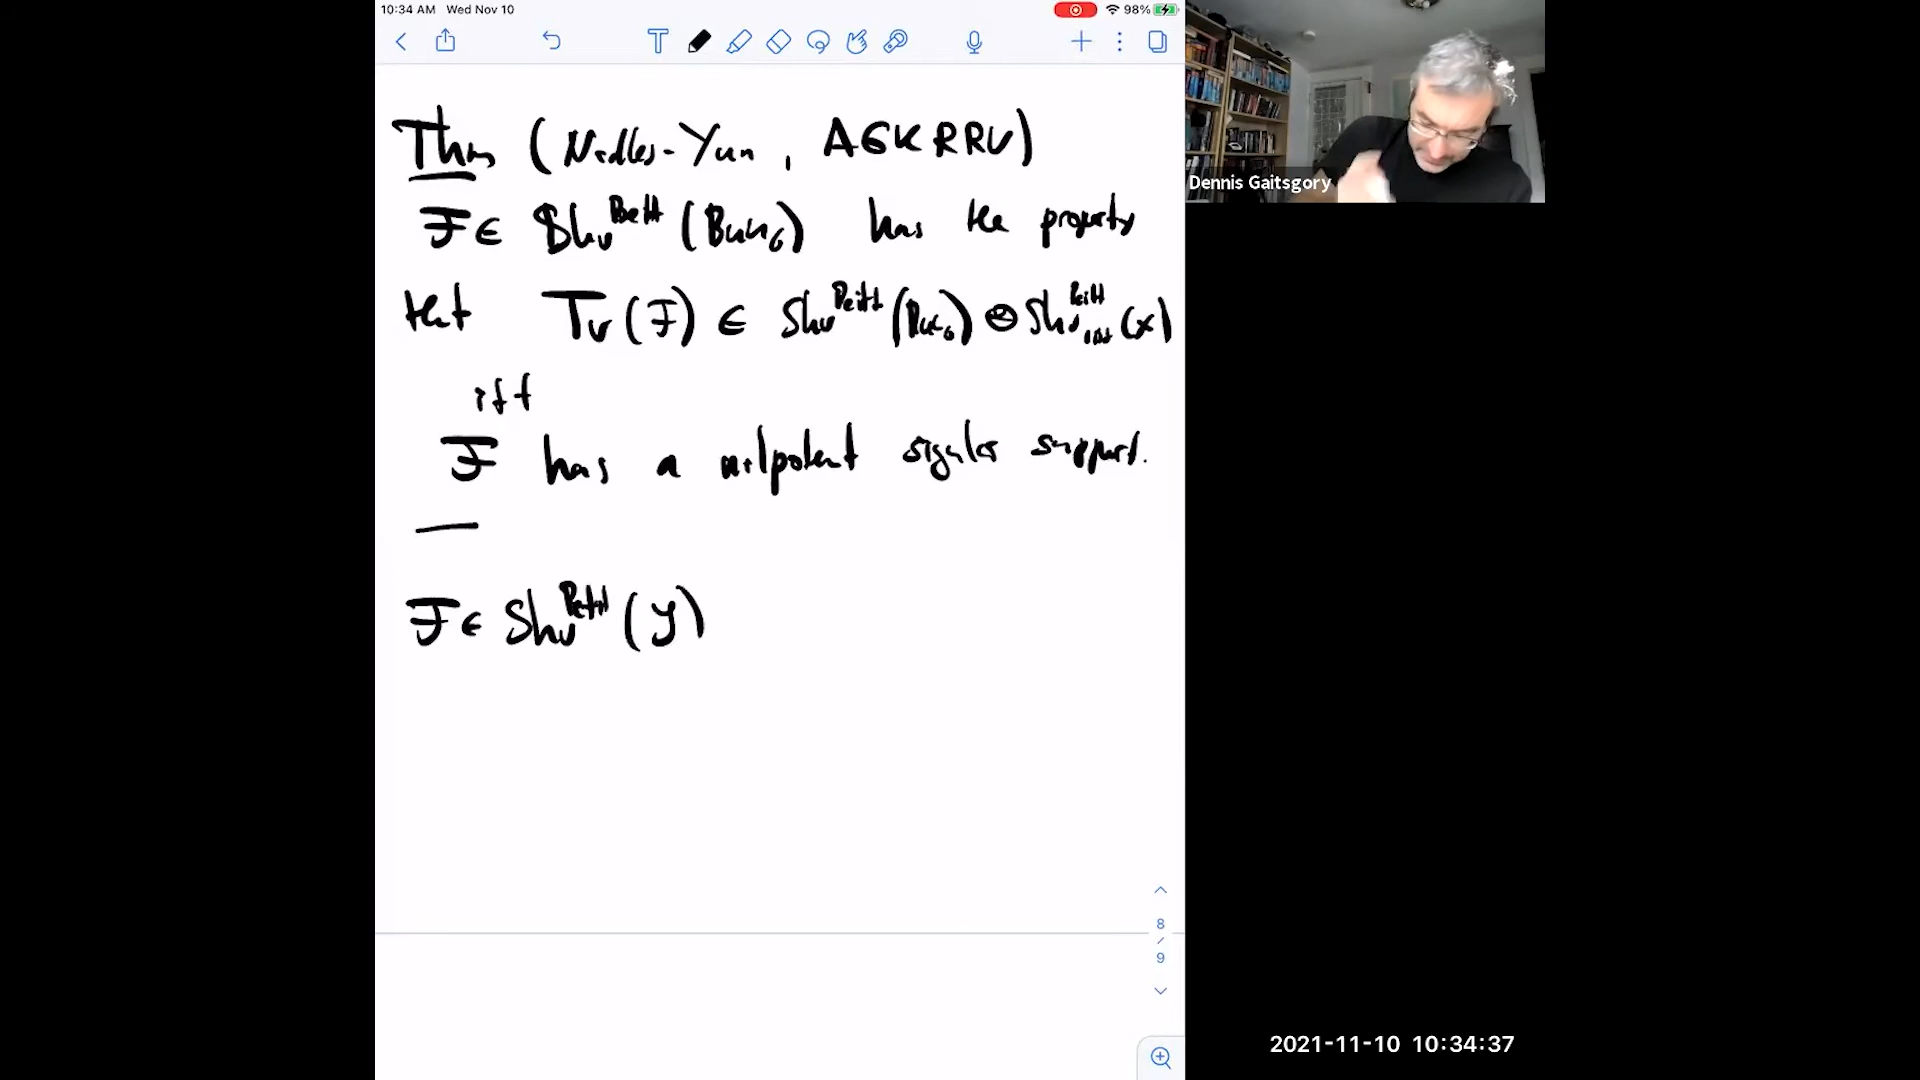 10:34 AM Wed Nov 10
98%
Thm (Nadler-Yun, AGKRRV)
F ∈ Shv^Betti (Bun_G) has the property
that T_V(F) ∈ Shv^Betti (Bun_G) ⊗ Shv^Betti (X)
iff
F has a nilpotent singular support.
F ∈ Shv^Betti (Y)
8
/
9
Dennis Gaitsgory
2021-11-10 10:34:37